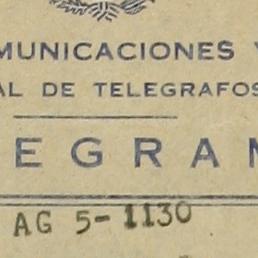 MUNICACIONES Y
AL DE TELEGRAFOS
EGRAM
AG 5-1130